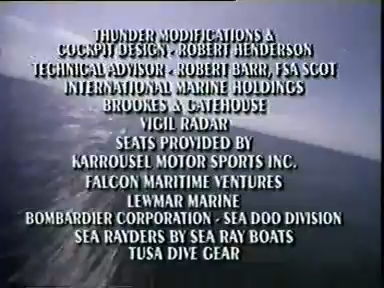 THUNDER MODIFICATIONS &
COCKPIT DESIGN - ROBERT HENDERSON
TECHNICAL ADVISOR - ROBERT BARR, FSA SCOT
INTERNATIONAL MARINE HOLDINGS
BROOKES & GATEHOUSE
VIGIL RADAR
SEATS PROVIDED BY
KARROUSEL MOTOR SPORTS INC.
FALCON MARITIME VENTURES
LEWMAR MARINE
BOMBARDIER CORPORATION - SEA DOO DIVISION
SEA RAYDERS BY SEA RAY BOATS
TUSA DIVE GEAR